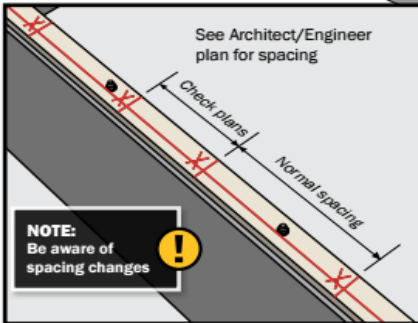 See Architect/Engineer
plan for spacing
Check plans
Normal spacing
NOTE:
Be aware of
spacing changes
!